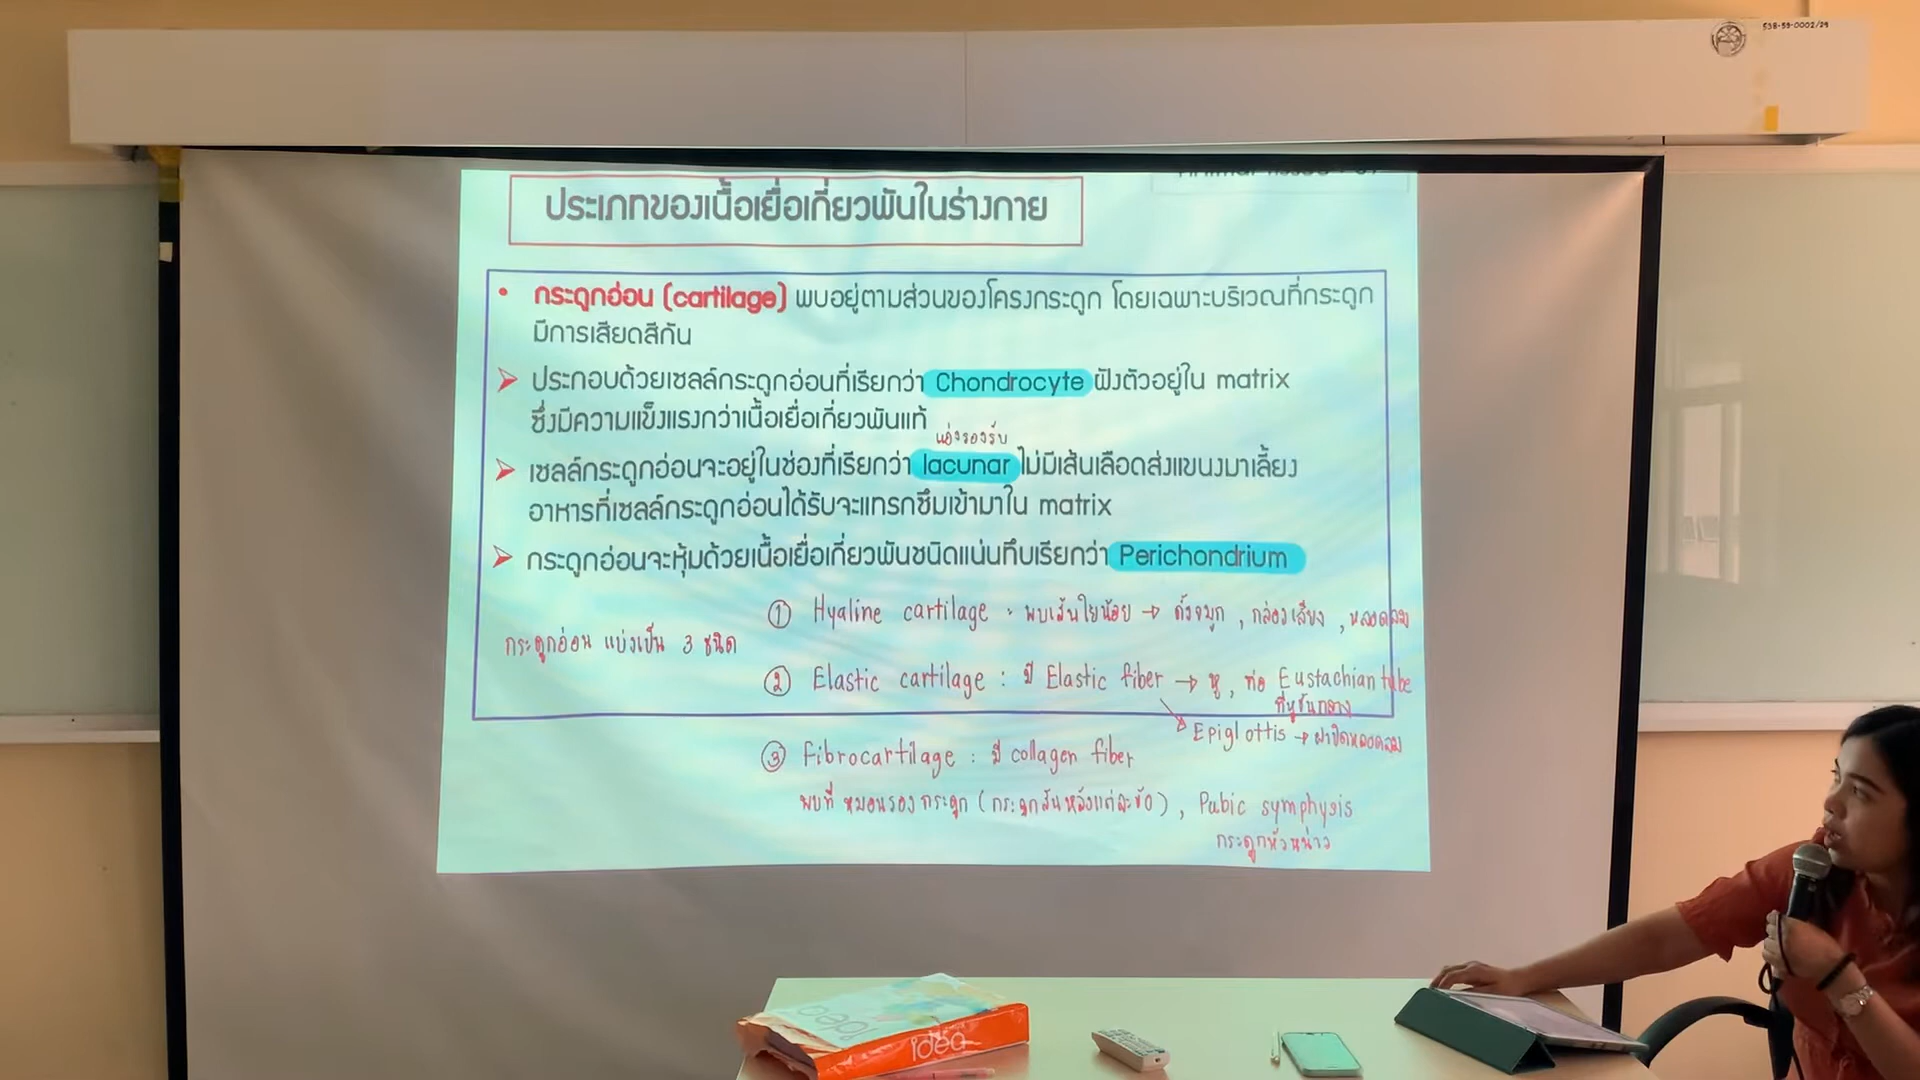 538-59-0002/29
ประเภทของเนื้อเยื่อเกี่ยวพันในร่างกาย
• กระดูกอ่อน (cartilage) พบอยู่ตามส่วนของโครงกระดูก โดยเฉพาะบริเวณที่กระดูก
มีการเสียดสีกัน
ประกอบด้วยเซลล์กระดูกอ่อนที่เรียกว่า Chondrocyte ฝังตัวอยู่ใน matrix
ซึ่งมีความแข็งแรงกว่าเนื้อเยื่อเกี่ยวพันแท้
แอ่งรองรับ
เซลล์กระดูกอ่อนจะอยู่ในช่องที่เรียกว่า lacunar ไม่มีเส้นเลือดส่งแขนงมาเลี้ยง
อาหารที่เซลล์กระดูกอ่อนได้รับจะแทรกซึมเข้ามาใน matrix
กระดูกอ่อนจะหุ้มด้วยเนื้อเยื่อเกี่ยวพันชนิดแน่นทึบเรียกว่า Perichondrium
① Hyaline cartilage : พบเส้นใยน้อย → ดั้งจมูก , กล่องเสียง , หลอดลม
กระดูกอ่อน แบ่งเป็น 3 ชนิด
② Elastic cartilage : มี Elastic fiber → หู , ท่อ Eustachian tube
ที่หูชั้นกลาง
Epiglottis → ฝาปิดหลอดลม
③ Fibrocartilage : มี collagen fiber
พบที่ หมอนรองกระดูก (กระดูกสันหลังแต่ละข้อ) , Pubic symphysis
กระดูกหัวหน่าว
idea
idea